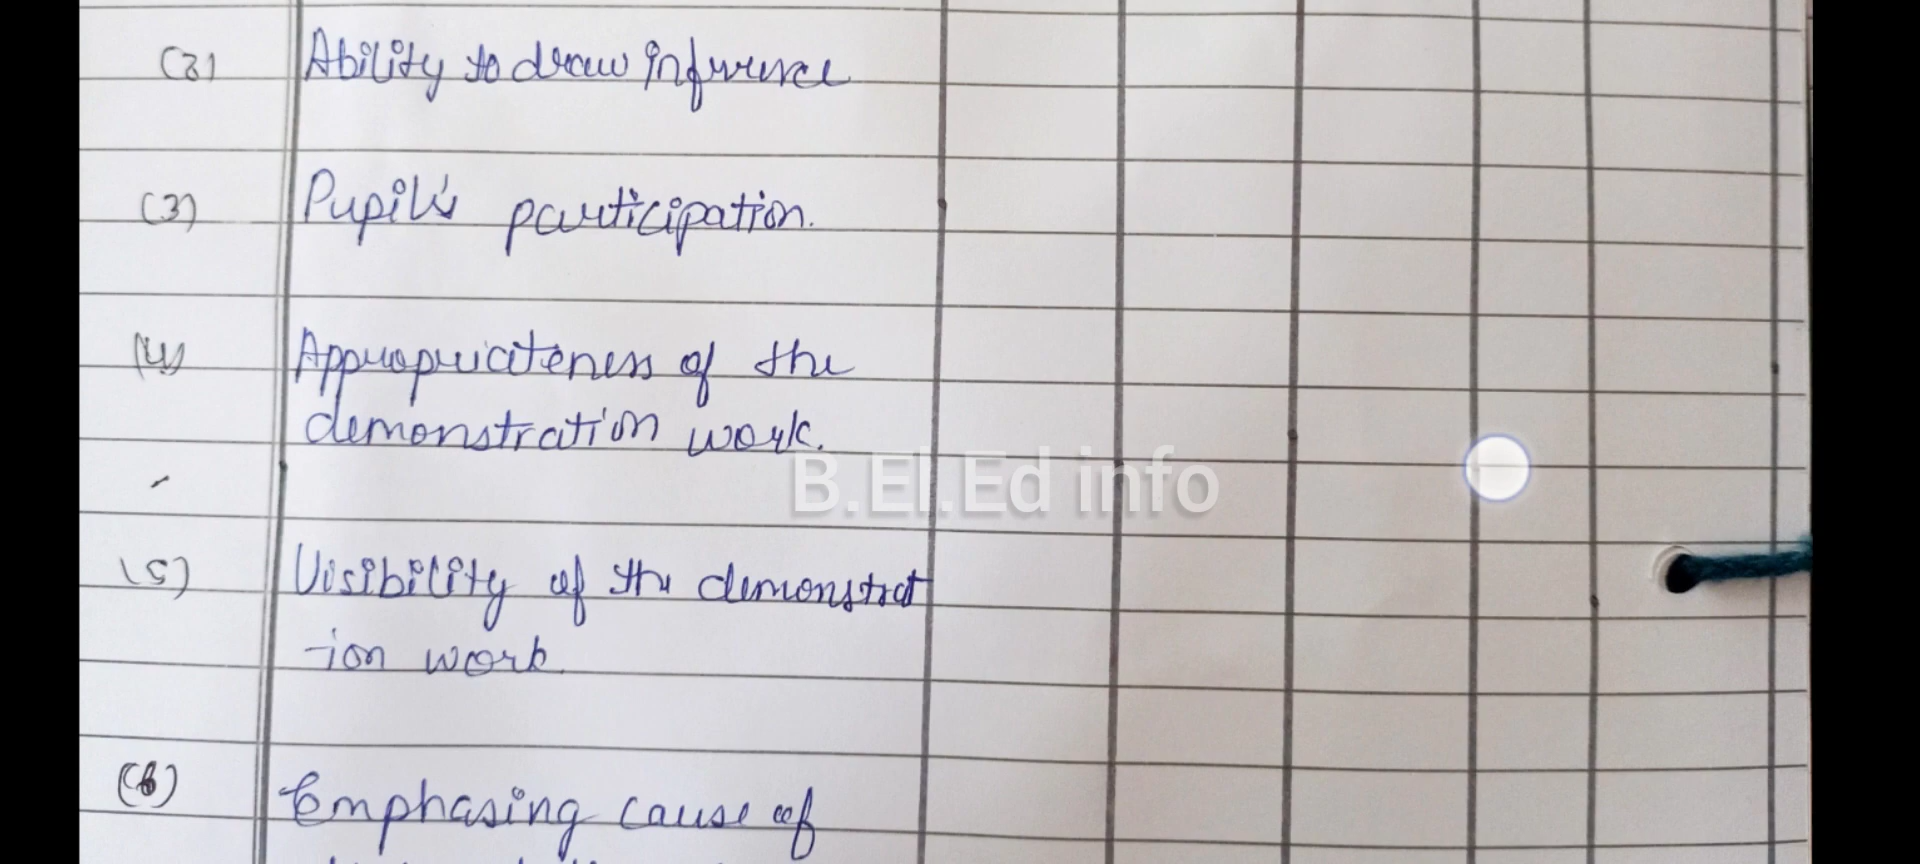 (2) Ability to draw inference
(3) Pupil's participation.
(4) Appropriateness of the
demonstration work.
B.El.Ed info
(5) Visibility of the demonstrat
-ion work
(6) Emphasing cause of